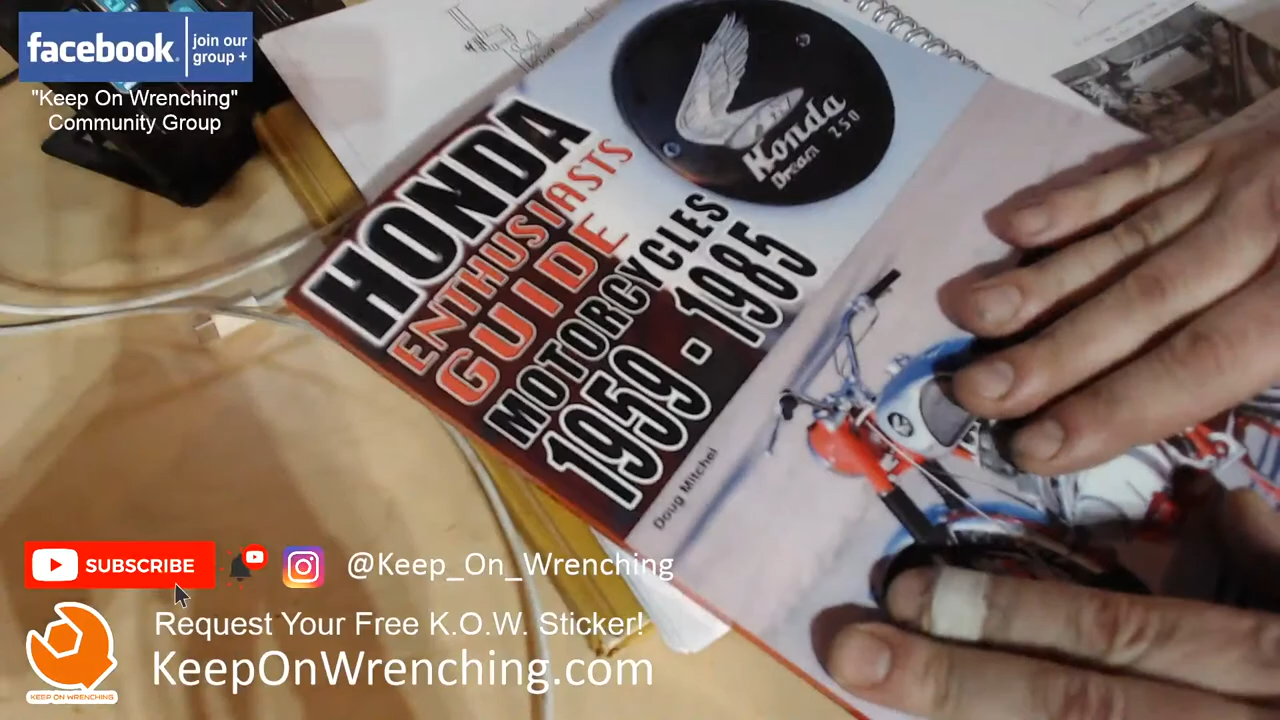 facebook
join our
group +
"Keep On Wrenching"
Community Group
Honda
Dream 250
HONDA
ENTHUSIASTS
GUIDE
MOTORCYCLES
1959 - 1985
Doug Mitchel
SUBSCRIBE
@Keep_On_Wrenching
Request Your Free K.O.W. Sticker!
KeepOnWrenching.com
KEEP ON WRENCHING